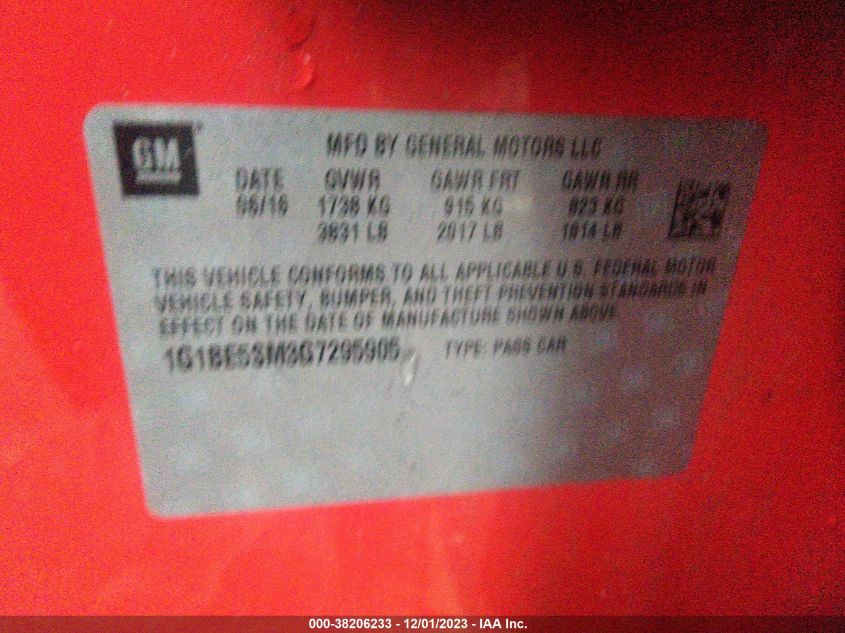 GM
MFD BY GENERAL MOTORS LLC
DATE GVWR GAWR FRT GAWR RR
06/16 1738 KG 915 KG 823 KG
3831 LB 2017 LB 1814 LB
THIS VEHICLE CONFORMS TO ALL APPLICABLE U.S. FEDERAL MOTOR
VEHICLE SAFETY, BUMPER, AND THEFT PREVENTION STANDARDS IN
EFFECT ON THE DATE OF MANUFACTURE SHOWN ABOVE.
1G1BE5SM3G7295905 TYPE: PASS CAR
000-38206233 - 12/01/2023 - IAA Inc.